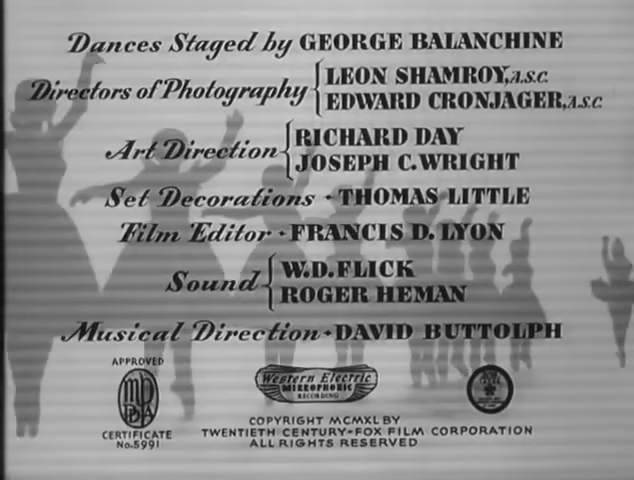 Dances Staged by GEORGE BALANCHINE
Directors of Photography { LEON SHAMROY, A.S.C.
EDWARD CRONJAGER, A.S.C.
Art Direction { RICHARD DAY
JOSEPH C. WRIGHT
Set Decorations · THOMAS LITTLE
Film Editor · FRANCIS D. LYON
Sound { W.D. FLICK
ROGER HEMAN
Musical Direction · DAVID BUTTOLPH
APPROVED
MPPDA
CERTIFICATE
No. 5991
Western Electric
MIRROPHONIC
RECORDING
COPYRIGHT MCMXL BY
TWENTIETH CENTURY-FOX FILM CORPORATION
ALL RIGHTS RESERVED